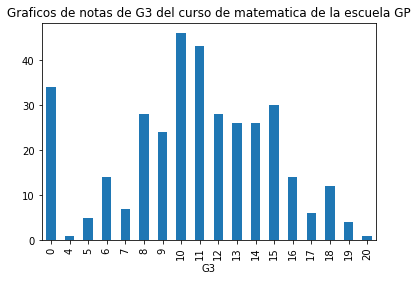 Graficos de notas de G3 del curso de matematica de la escuela GP
40
30
20
10
0
0 4 5 6 7 8 9 10 11 12 13 14 15 16 17 18 19 20
G3